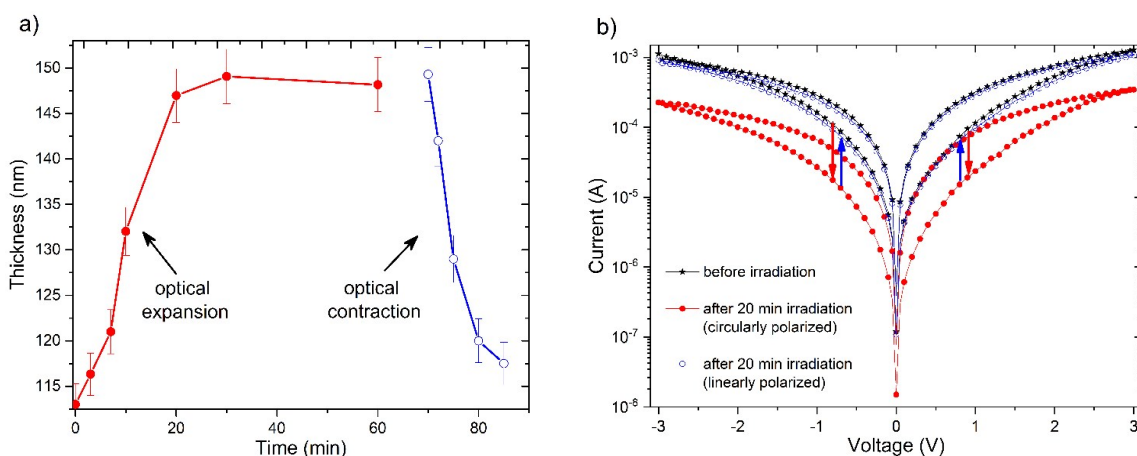 a)
150
145
140
135
130
125
120
115
Thickness (nm)
0
20
40
60
80
Time (min)
optical
expansion
optical
contraction
b)
10⁻³
10⁻⁴
10⁻⁵
10⁻⁶
10⁻⁷
10⁻⁸
Current (A)
-3
-2
-1
0
1
2
3
Voltage (V)
before irradiation
after 20 min irradiation
(circularly polarized)
after 20 min irradiation
(linearly polarized)